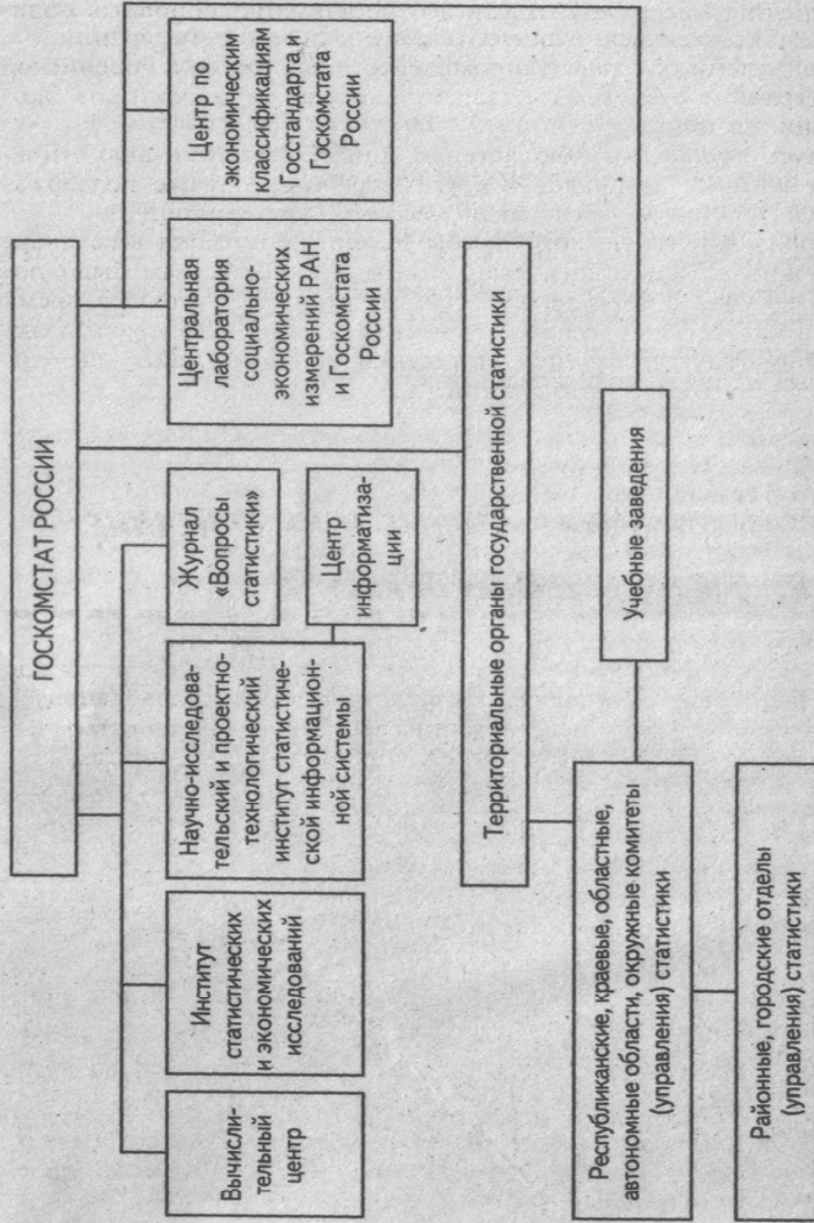 ГОСКОМСТАТ РОССИИ
Вычисли-
тельный
центр
Институт
статистических
и экономических
исследований
Научно-исследова-
тельский и проектно-
технологический
институт статистиче-
ской информацион-
ной системы
Журнал
«Вопросы
статистики»
Центр
информатиза-
ции
Центральная
лаборатория
социально-
экономических
измерений РАН
и Госкомстата
России
Центр по
экономическим
классификациям
Госстандарта и
Госкомстата
России
Территориальные органы государственной статистики
Республиканские, краевые, областные,
автономные области, окружные комитеты
(управления) статистики
Учебные заведения
Районные, городские отделы
(управления) статистики